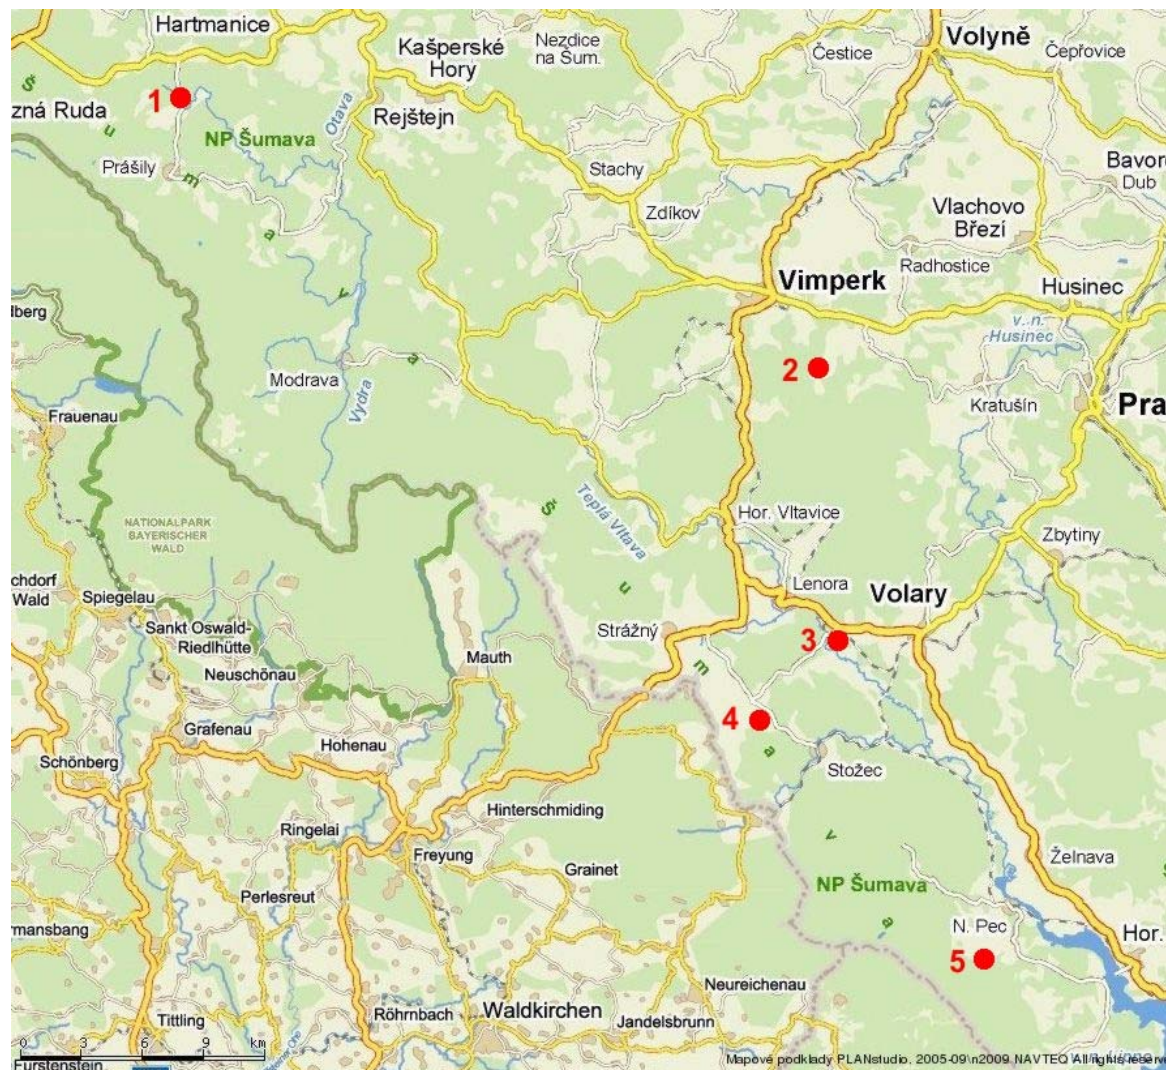 Hartmanice
Volyně
Kašperské
Hory
Nezdice
na Šum.
Čestice
Čepřovice
zná Ruda
1
NP Šumava
Otava
Rejštejn
Prášily
Stachy
Bavor
Dub
Zdíkov
Vlachovo
Březí
Radhostice
Vimperk
Husinec
v. n.
Husinec
dberg
2
Modrava
Vydra
Kratušín
Pra
Frauenau
Teplá Vltava
Hor. Vltavice
Zbytiny
NATIONALPARK
BAYERISCHER
WALD
chdorf
Wald
Spiegelau
Lenora
Volary
Sankt Oswald-
Riedlhütte
Strážný
3
Neuschönau
Mauth
Grafenau
Hohenau
4
Schönberg
Stožec
Hinterschmiding
Ringelai
Freyung
Grainet
Želnava
Perlesreut
NP Šumava
rmansbang
N. Pec
Hor.
5
Neureichenau
Waldkirchen
Röhrnbach
Jandelsbrunn
Tittling
Š u m a v a
Š u m a v a
0 3 6 9 km
Fürstenstein
Mapové podklady PLANstudio, 2005-09\n2009 NAVTEQ All rights reserve